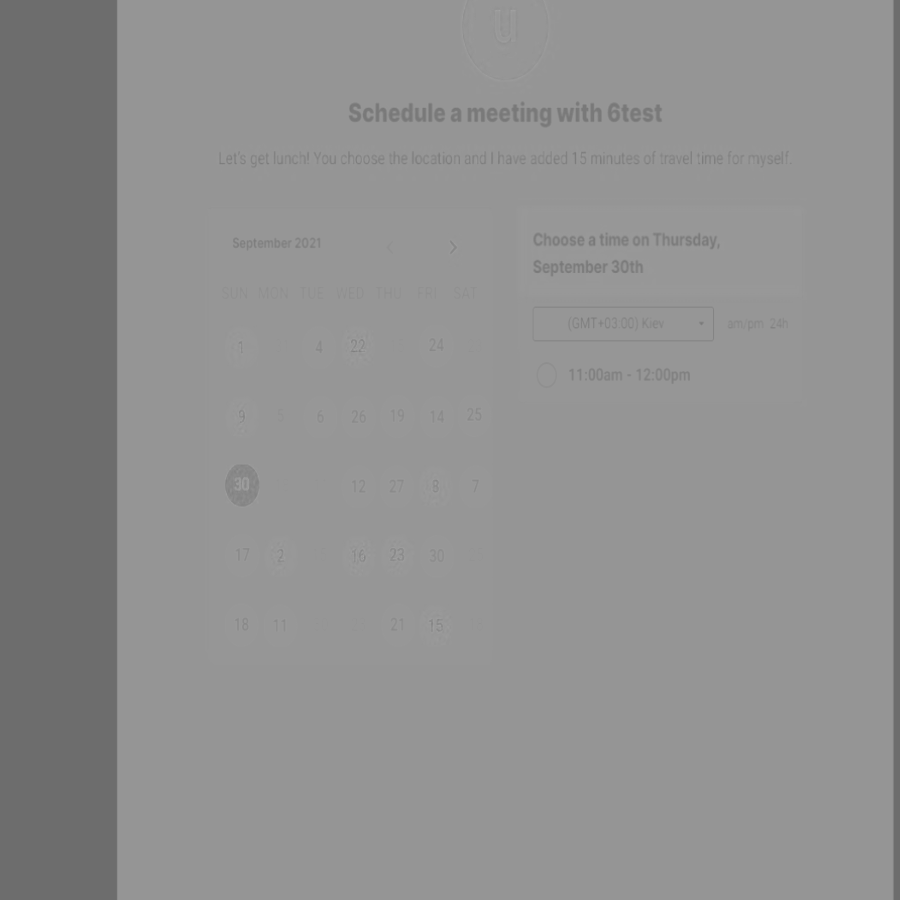 u
Schedule a meeting with 6test
Let's get lunch! You choose the location and I have added 15 minutes of travel time for myself.
September 2021
SUN MON TUE WED THU FRI SAT
1 4 22 24
9 6 26 19 14 25
30 12 27 8 7
17 2 16 23 30
18 11 21 15
Choose a time on Thursday,
September 30th
(GMT+03:00) Kiev am/pm 24h
11:00am - 12:00pm